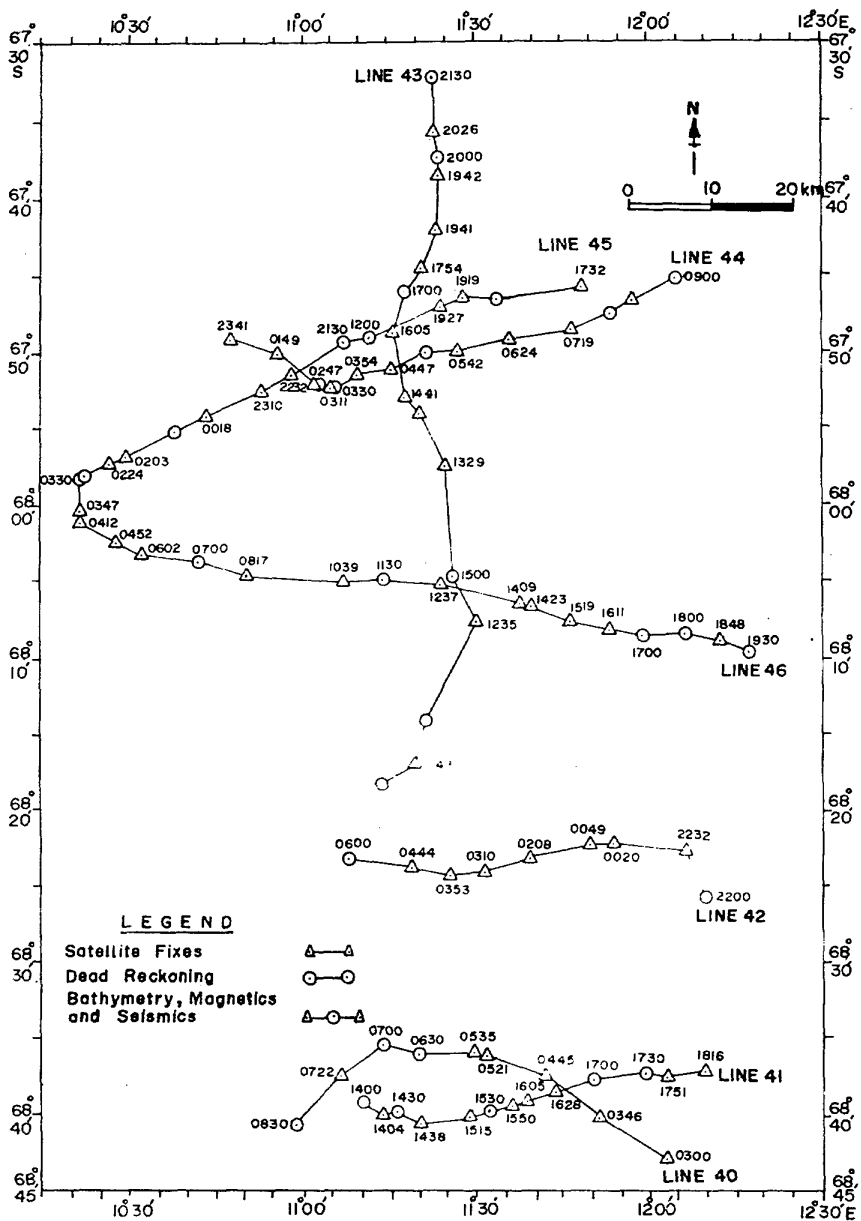 10°30' 11°00' 11°30' 12°00' 12°30'E
67°30'S 67°30'S
LINE 43 2130
N
2026
2000
1942
0 10 20 km
67°40' 67°40'
1941
LINE 45
LINE 44
1754
1919 1732 0900
1700
1927
2341 2130 1200 1605
0149
0719
0624
67°50' 67°50'
0247 0354 0447 0542
2232 0311 0330
2310
1441
0018
0203
1329
0224
0330
68°00' 68°00'
0347
0412
0452
0602 0700
0817 1039 1130 1500
1237 1409
1423
1519 1611 1800 1848
1235
1700 1930
68°10' 68°10'
LINE 46
68°20' 68°20'
0600 0444 0310 0208 0049 2232
0353 0020
2200
LINE 42
LEGEND
Satellite Fixes
Dead Reckoning
Bathymetry, Magnetics
and Seismics
68°30' 68°30'
0700 0630 0535
0521 0445 1700 1730 1816
0722
LINE 41
1400 1430 1530 1605
1751
1628
0346
1550
0830 1404 1438 1515
68°40' 68°40'
0300
LINE 40
68°45' 68°45'
10°30' 11°00' 11°30' 12°00' 12°30'E